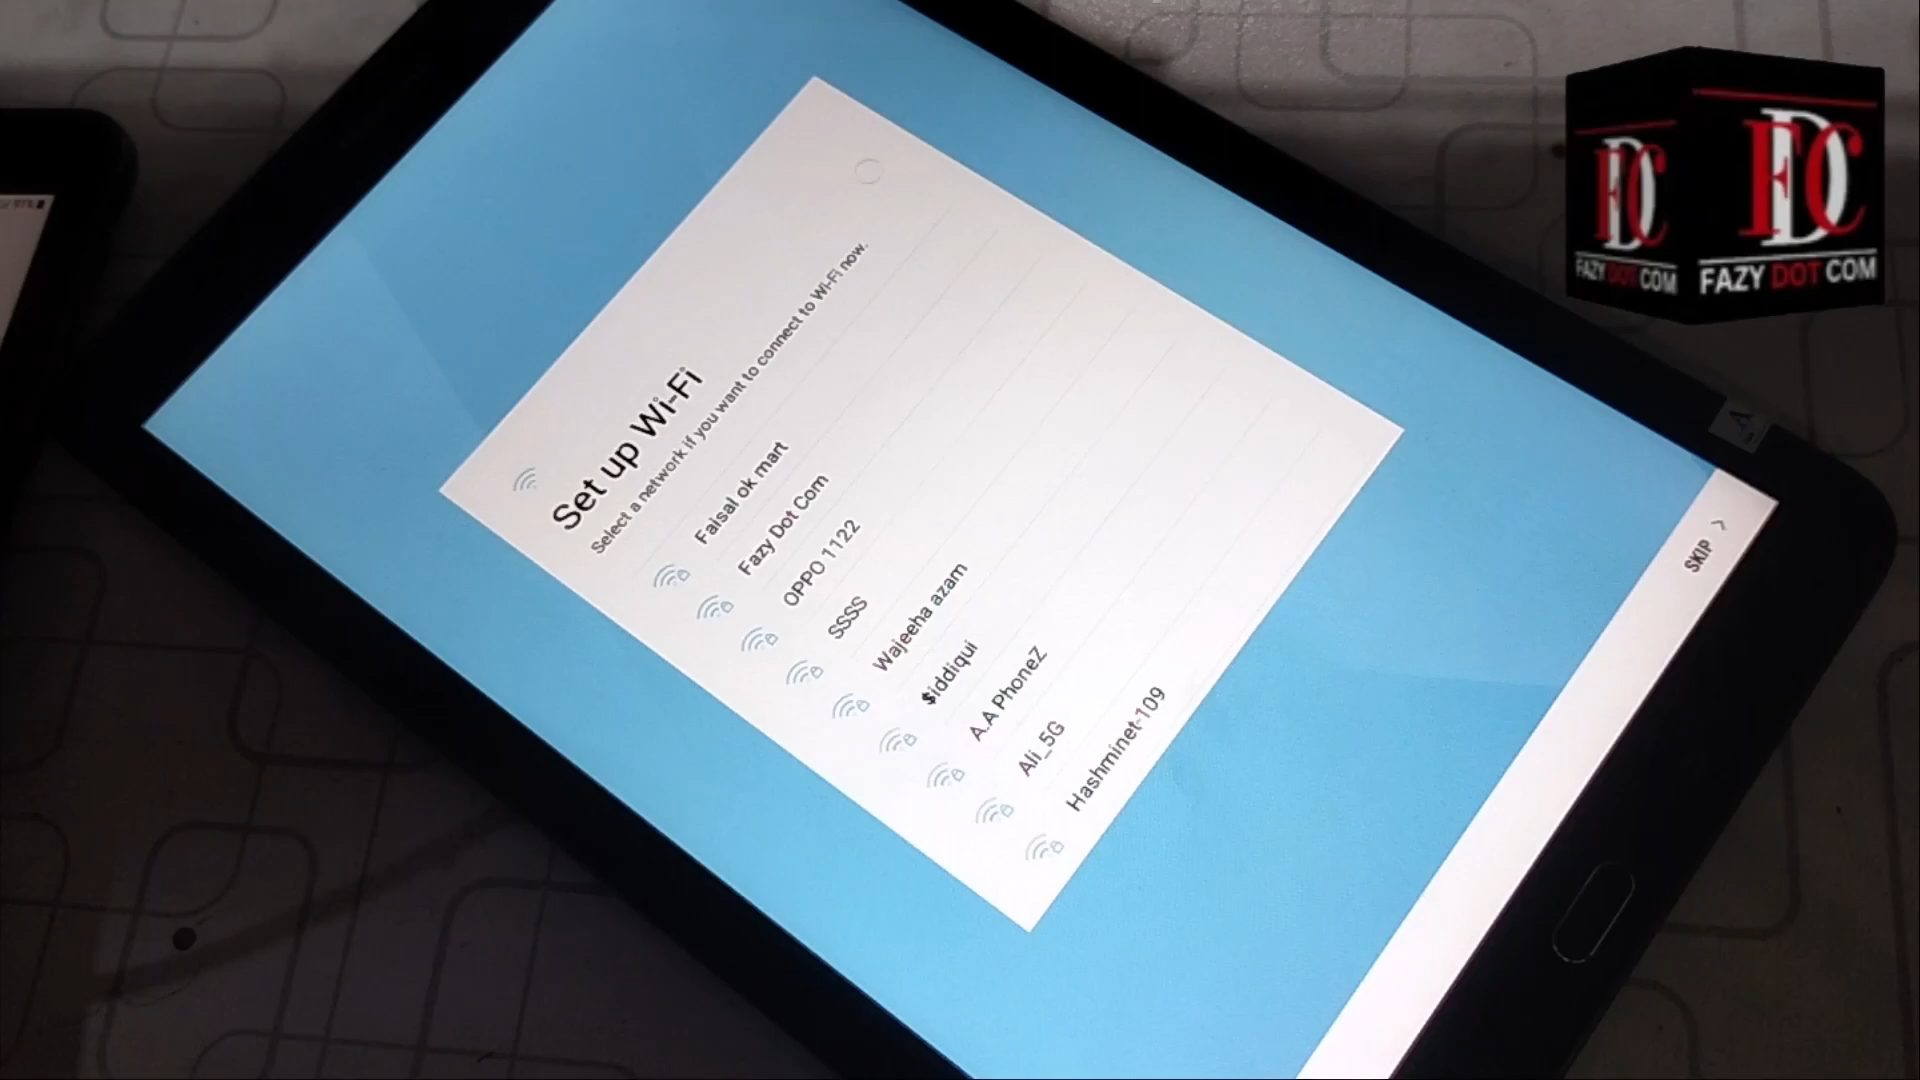 Set up Wi-Fi
Select a network if you want to connect to Wi-Fi now.
Faisal ok mart
Fazy Dot Com
OPPO 1122
SSSS
Wajeeha azam
$iddiqui
A.A PhoneZ
Ali_5G
Hashminet-109
SKIP >
A
FDC
FAZY DOT COM
FDC
FAZY DOT COM